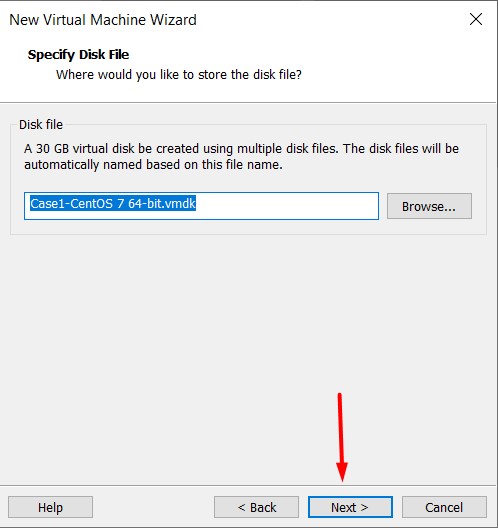 New Virtual Machine Wizard
Specify Disk File
Where would you like to store the disk file?
Disk file
A 30 GB virtual disk be created using multiple disk files. The disk files will be
automatically named based on this file name.
Case1-CentOS 7 64-bit.vmdk
Browse...
Help
< Back
Next >
Cancel